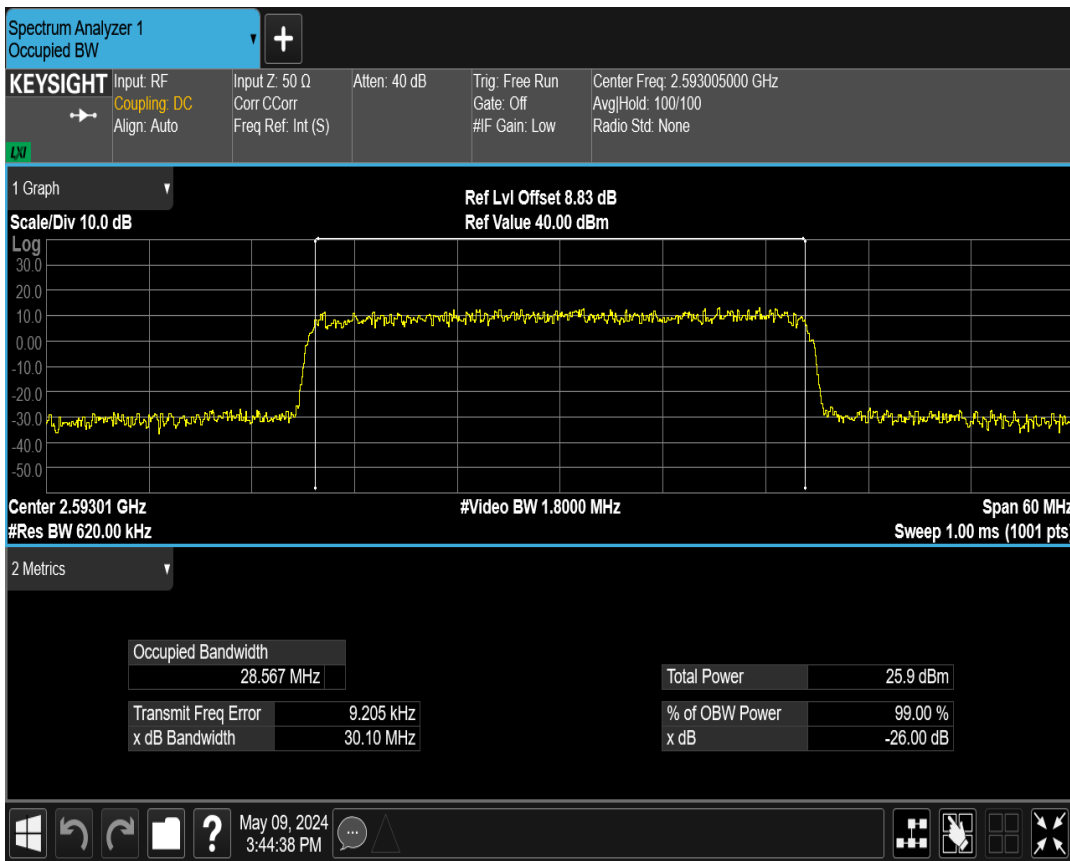 Spectrum Analyzer 1
Occupied BW
+
KEYSIGHT
LXI
Input: RF
Coupling: DC
Align: Auto
Input Z: 50 Ω
Corr CCorr
Freq Ref: Int (S)
Atten: 40 dB
Trig: Free Run
Gate: Off
#IF Gain: Low
Center Freq: 2.593005000 GHz
Avg|Hold: 100/100
Radio Std: None
1 Graph
Scale/Div 10.0 dB
Ref Lvl Offset 8.83 dB
Ref Value 40.00 dBm
Log
30.0
20.0
10.0
0.00
-10.0
-20.0
-30.0
-40.0
-50.0
Center 2.59301 GHz
#Video BW 1.8000 MHz
Span 60 MHz
#Res BW 620.00 kHz
Sweep 1.00 ms (1001 pts)
2 Metrics
Occupied Bandwidth
28.567 MHz
Total Power 25.9 dBm
Transmit Freq Error 9.205 kHz
% of OBW Power 99.00 %
x dB Bandwidth 30.10 MHz
x dB -26.00 dB
?
May 09, 2024
3:44:38 PM